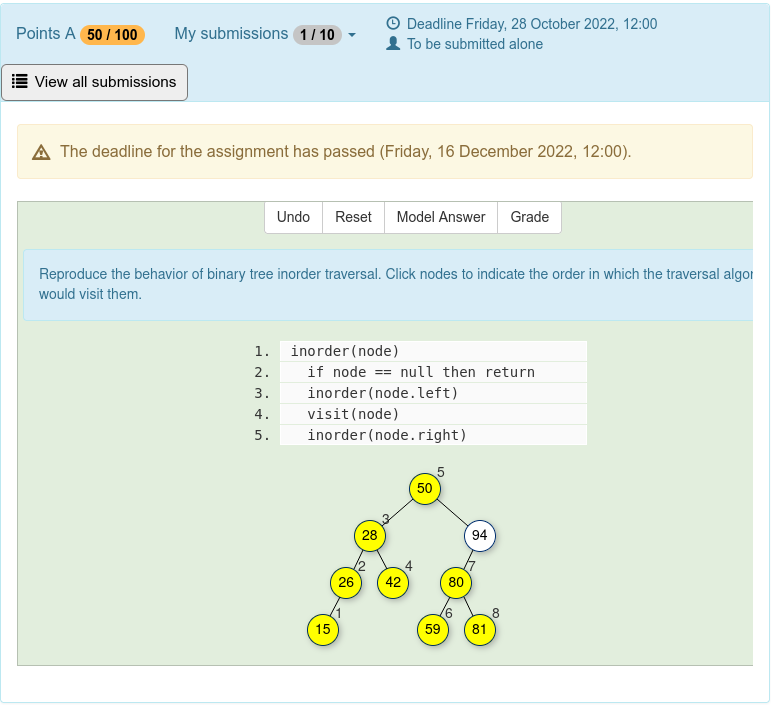 Points A 50 / 100 My submissions 1 / 10
Deadline Friday, 28 October 2022, 12:00
To be submitted alone
View all submissions
The deadline for the assignment has passed (Friday, 16 December 2022, 12:00).
Undo Reset Model Answer Grade
Reproduce the behavior of binary tree inorder traversal. Click nodes to indicate the order in which the traversal algor
would visit them.
1. inorder(node)
2. if node == null then return
3. inorder(node.left)
4. visit(node)
5. inorder(node.right)
5
50
3
28 94
2 4 7
26 42 80
1 6 8
15 59 81